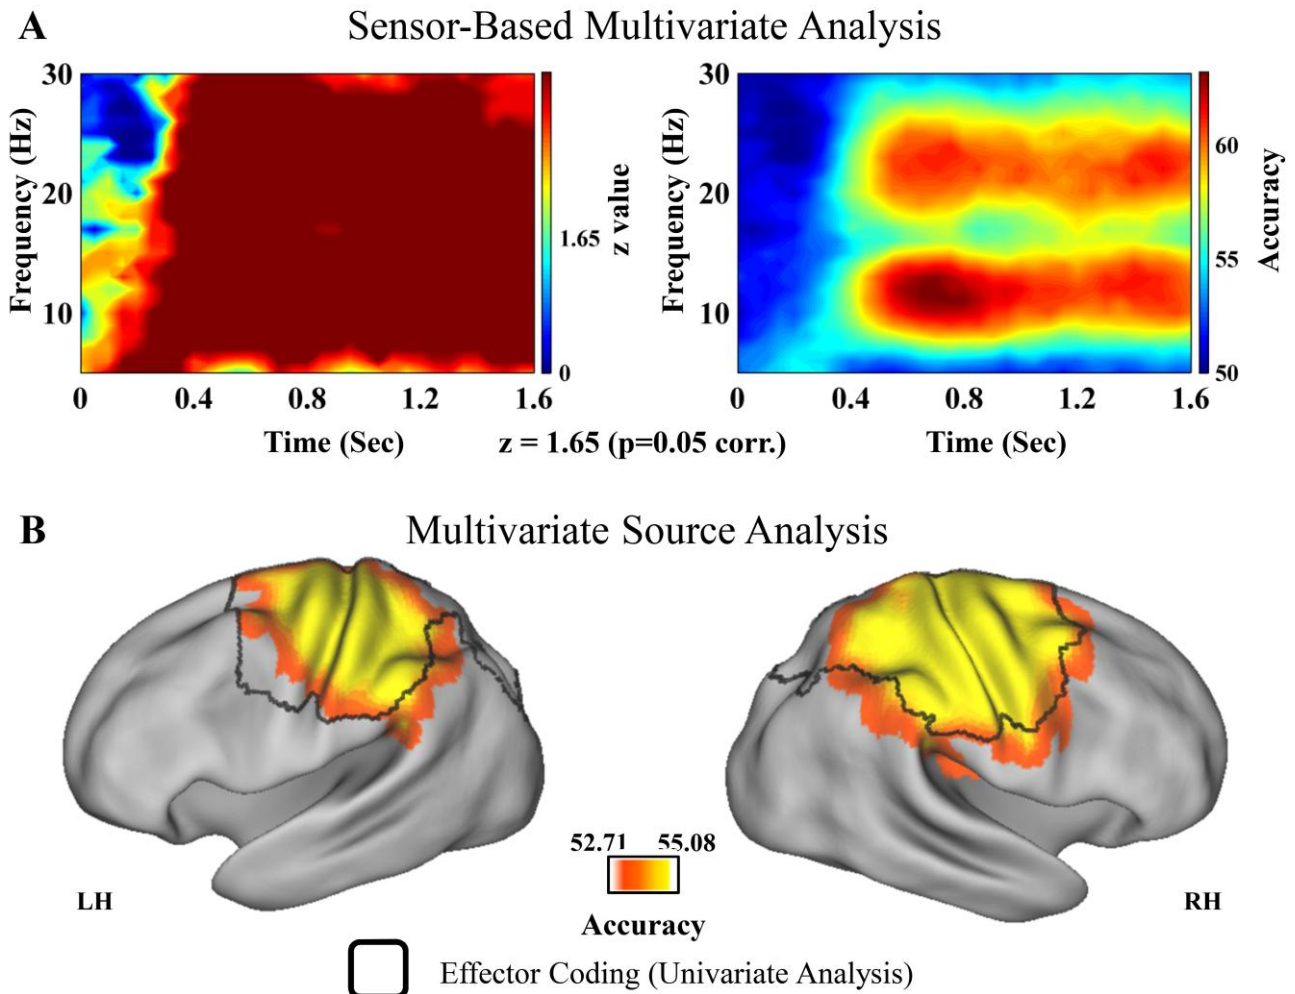 A
Sensor-Based Multivariate Analysis
30
20
10
Frequency (Hz)
0 0.4 0.8 1.2 1.6
Time (Sec)
1.65
0
z value
30
20
10
Frequency (Hz)
0 0.4 0.8 1.2 1.6
Time (Sec)
60
55
50
Accuracy
z = 1.65 (p=0.05 corr.)
B
Multivariate Source Analysis
LH
RH
52.71 55.08
Accuracy
Effector Coding (Univariate Analysis)